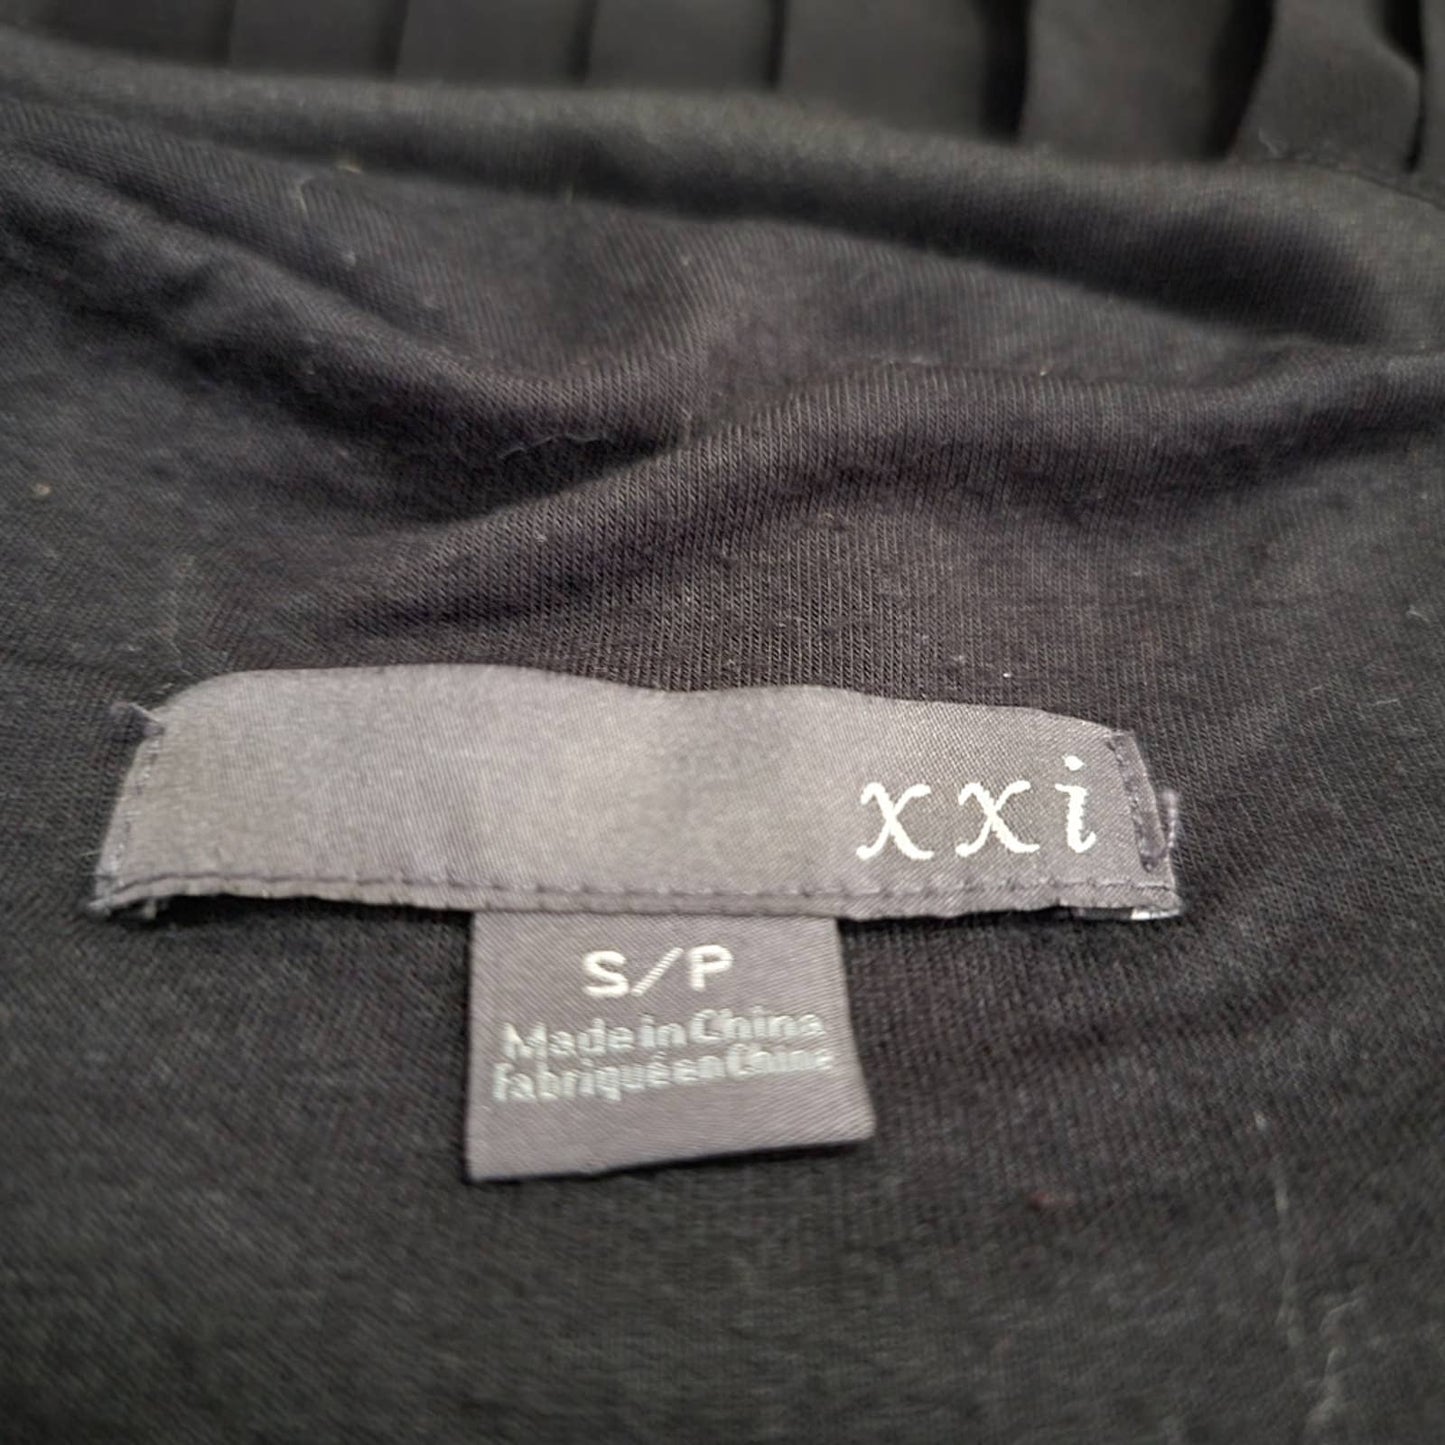 xxi
S/P
Made in China
Fabriqué en Chine